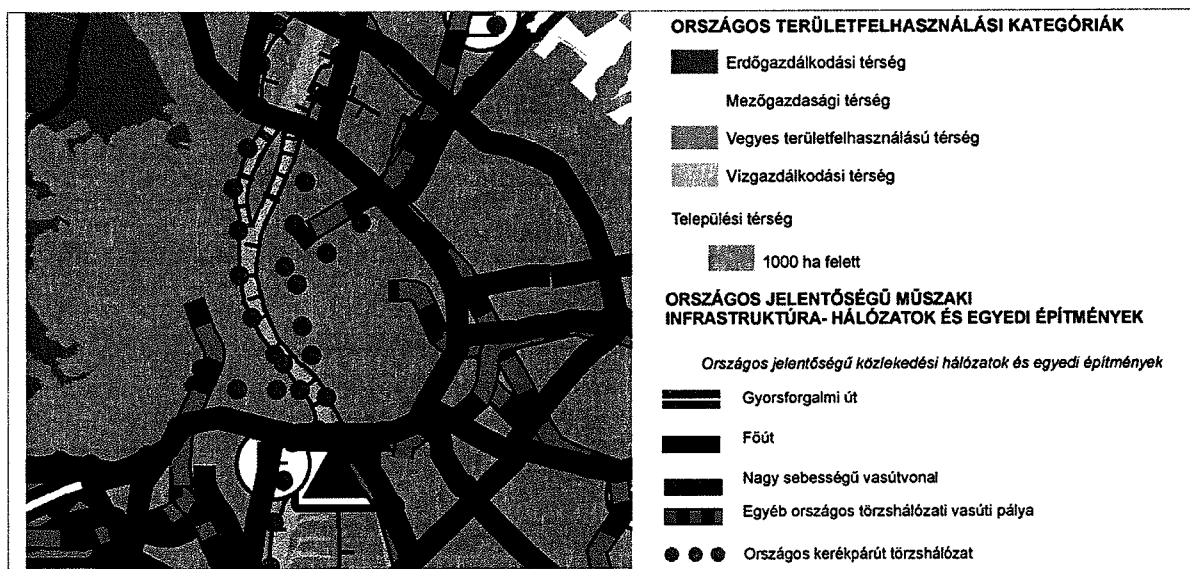 ORSZÁGOS TERÜLETFELHASZNÁLÁSI KATEGÓRIÁK
Erdőgazdálkodási térség
Mezőgazdasági térség
Vegyes területfelhasználású térség
Vízgazdálkodási térség
Települési térség
1000 ha felett
ORSZÁGOS JELENTŐSÉGŰ MŰSZAKI
INFRASTRUKTÚRA- HÁLÓZATOK ÉS EGYEDI ÉPÍTMÉNYEK
Országos jelentőségű közlekedési hálózatok és egyedi építmények
Gyorsforgalmi út
Főút
Nagy sebességű vasútvonal
Egyéb országos törzshálózati vasúti pálya
Országos kerékpárút törzshálózat